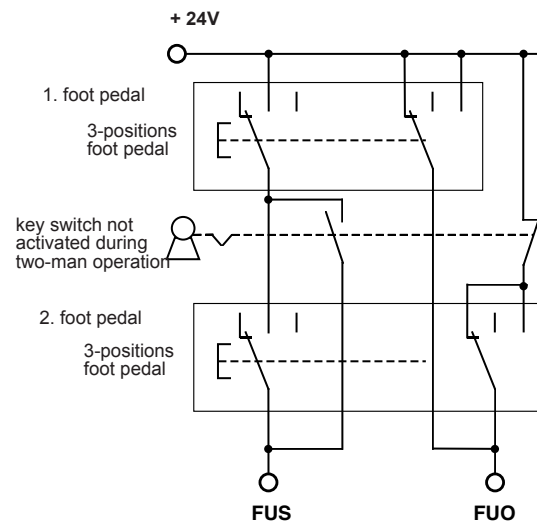 + 24V
1. foot pedal
3-positions
foot pedal
key switch not
activated during
two-man operation
2. foot pedal
3-positions
foot pedal
FUS
FUO